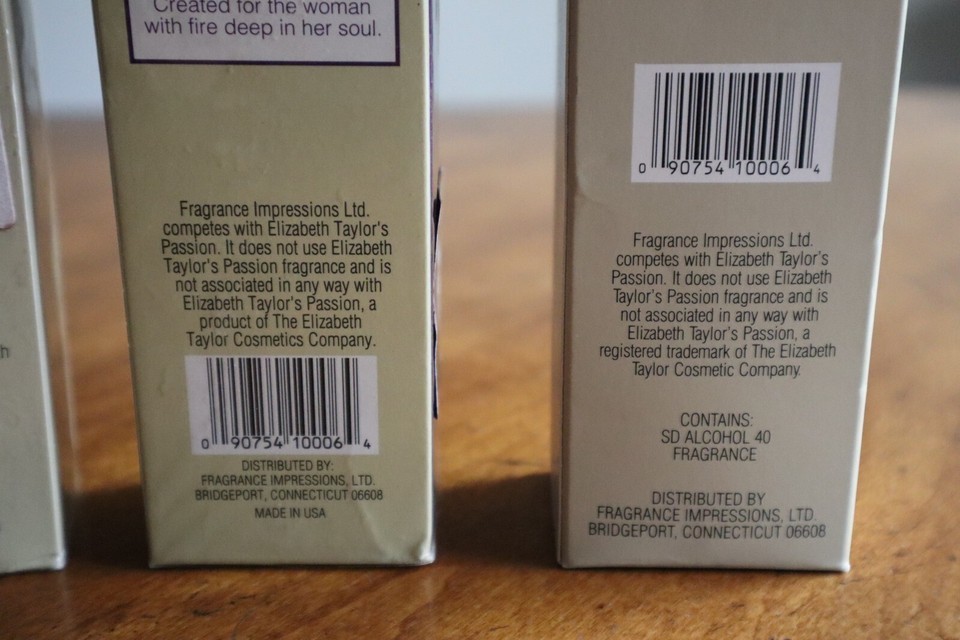 h
Created for the woman
with fire deep in her soul.
Fragrance Impressions Ltd.
competes with Elizabeth Taylor's
Passion. It does not use Elizabeth
Taylor's Passion fragrance and is
not associated in any way with
Elizabeth Taylor's Passion, a
product of The Elizabeth
Taylor Cosmetics Company.
0 90754 10006 4
DISTRIBUTED BY:
FRAGRANCE IMPRESSIONS, LTD.
BRIDGEPORT, CONNECTICUT 06608
MADE IN USA
0 90754 10006 4
Fragrance Impressions Ltd.
competes with Elizabeth Taylor's
Passion. It does not use Elizabeth
Taylor's Passion fragrance and is
not associated in any way with
Elizabeth Taylor's Passion, a
registered trademark of The Elizabeth
Taylor Cosmetic Company.
CONTAINS:
SD ALCOHOL 40
FRAGRANCE
DISTRIBUTED BY
FRAGRANCE IMPRESSIONS, LTD.
BRIDGEPORT, CONNECTICUT 06608